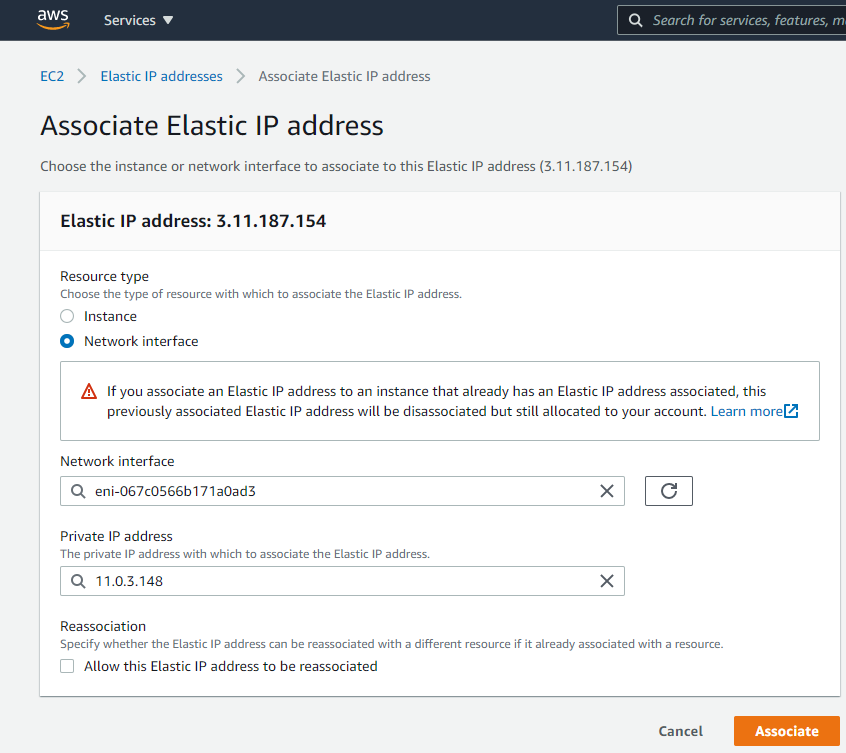 aws
Services
Search for services, features, m
EC2 Elastic IP addresses Associate Elastic IP address
Associate Elastic IP address
Choose the instance or network interface to associate to this Elastic IP address (3.11.187.154)
Elastic IP address: 3.11.187.154
Resource type
Choose the type of resource with which to associate the Elastic IP address.
Instance
Network interface
If you associate an Elastic IP address to an instance that already has an Elastic IP address associated, this
previously associated Elastic IP address will be disassociated but still allocated to your account. Learn more
Network interface
eni-067c0566b171a0ad3
Private IP address
The private IP address with which to associate the Elastic IP address.
11.0.3.148
Reassociation
Specify whether the Elastic IP address can be reassociated with a different resource if it already associated with a resource.
Allow this Elastic IP address to be reassociated
Cancel
Associate